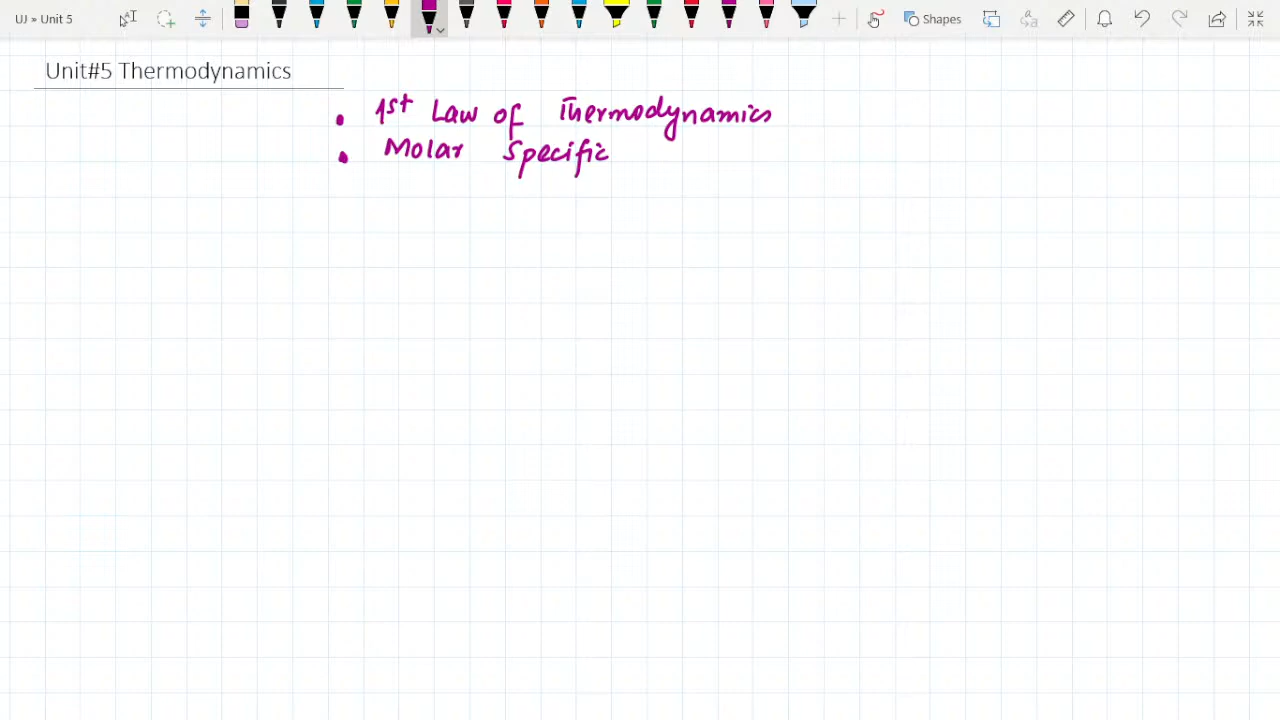 UJ » Unit 5
Shapes
Unit#5 Thermodynamics
• 1st Law of Thermodynamics
• Molar Specific